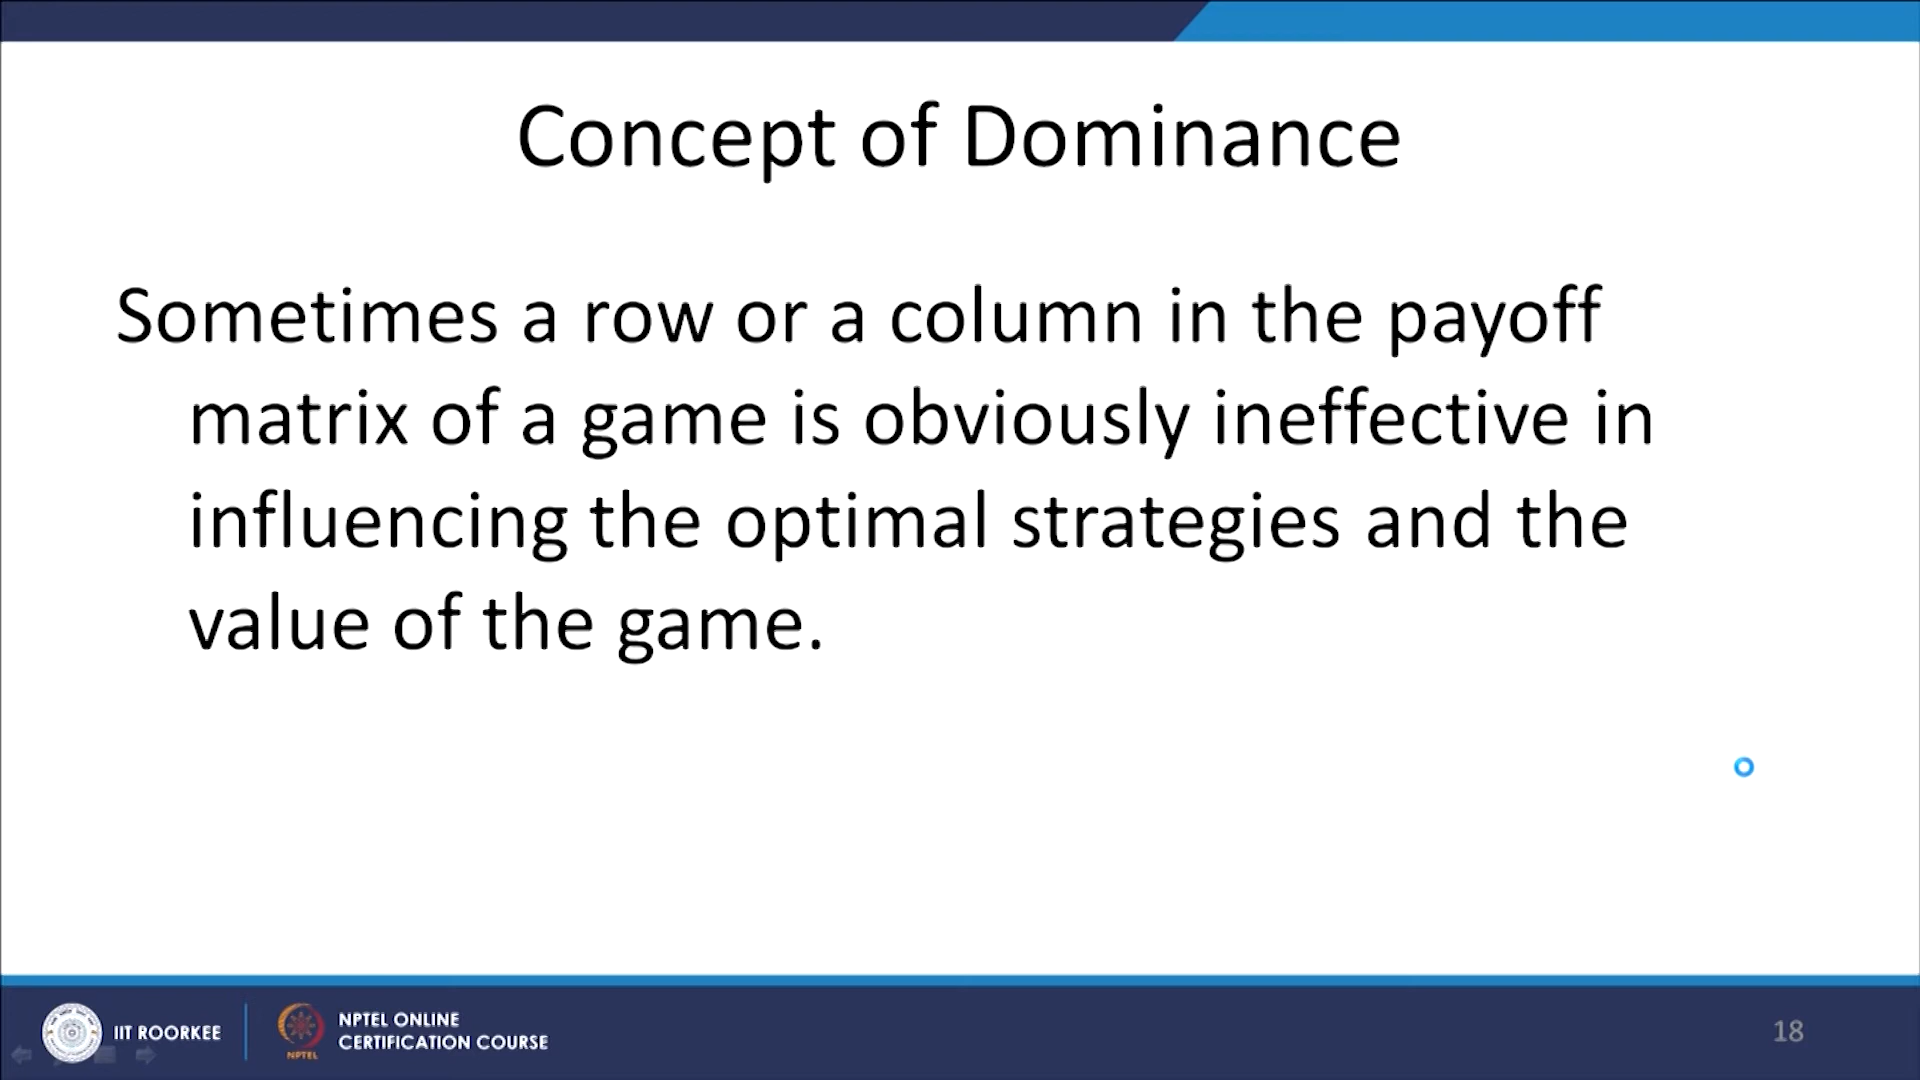 Concept of Dominance
Sometimes a row or a column in the payoff
matrix of a game is obviously ineffective in
influencing the optimal strategies and the
value of the game.
IIT ROORKEE
NPTEL
NPTEL ONLINE
CERTIFICATION COURSE
18